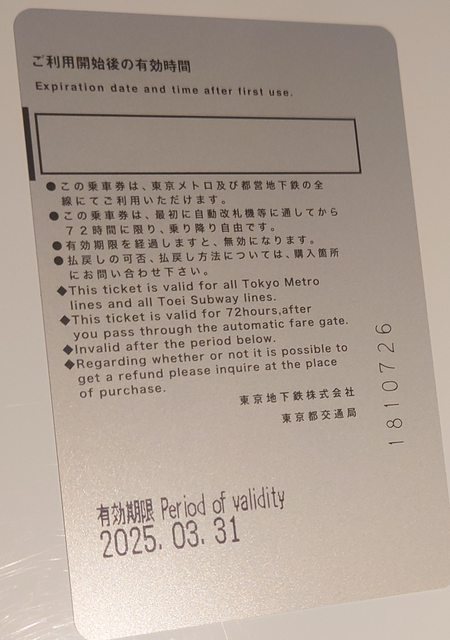 ご利用開始後の有効時間
Expiration date and time after first use.
●この乗車券は、東京メトロ及び都営地下鉄の全
線にてご利用いただけます。
●この乗車券は、最初に自動改札機等に通してから
72時間に限り、乗り降り自由です。
●有効期限を経過しますと、無効になります。
●払戻しの可否、払戻し方法については、購入箇所
にお問い合わせ下さい。
◆This ticket is valid for all Tokyo Metro
lines and all Toei Subway lines.
◆This ticket is valid for 72hours,after
you pass through the automatic fare gate.
◆Invalid after the period below.
◆Regarding whether or not it is possible to
get a refund please inquire at the place
of purchase.
東京地下鉄株式会社
東京都交通局
1810726
有効期限 Period of validity
2025. 03. 31